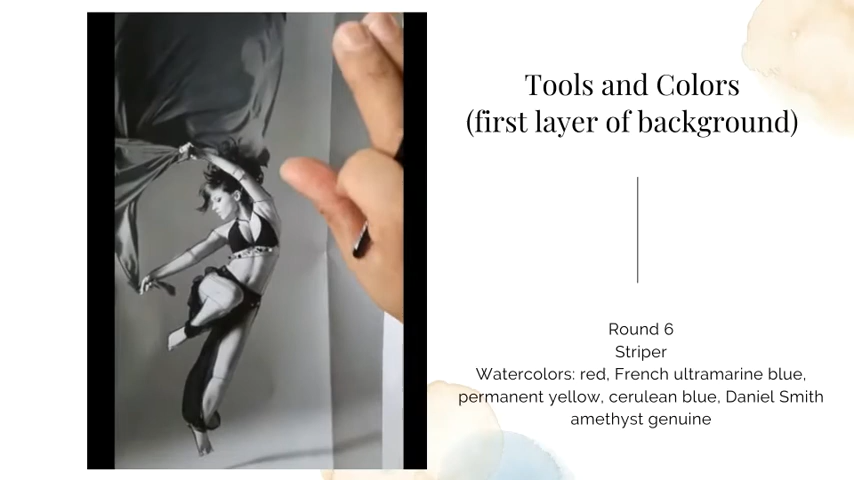 Tools and Colors
(first layer of background)
Round 6
Striper
Watercolors: red, French ultramarine blue,
permanent yellow, cerulean blue, Daniel Smith
amethyst genuine